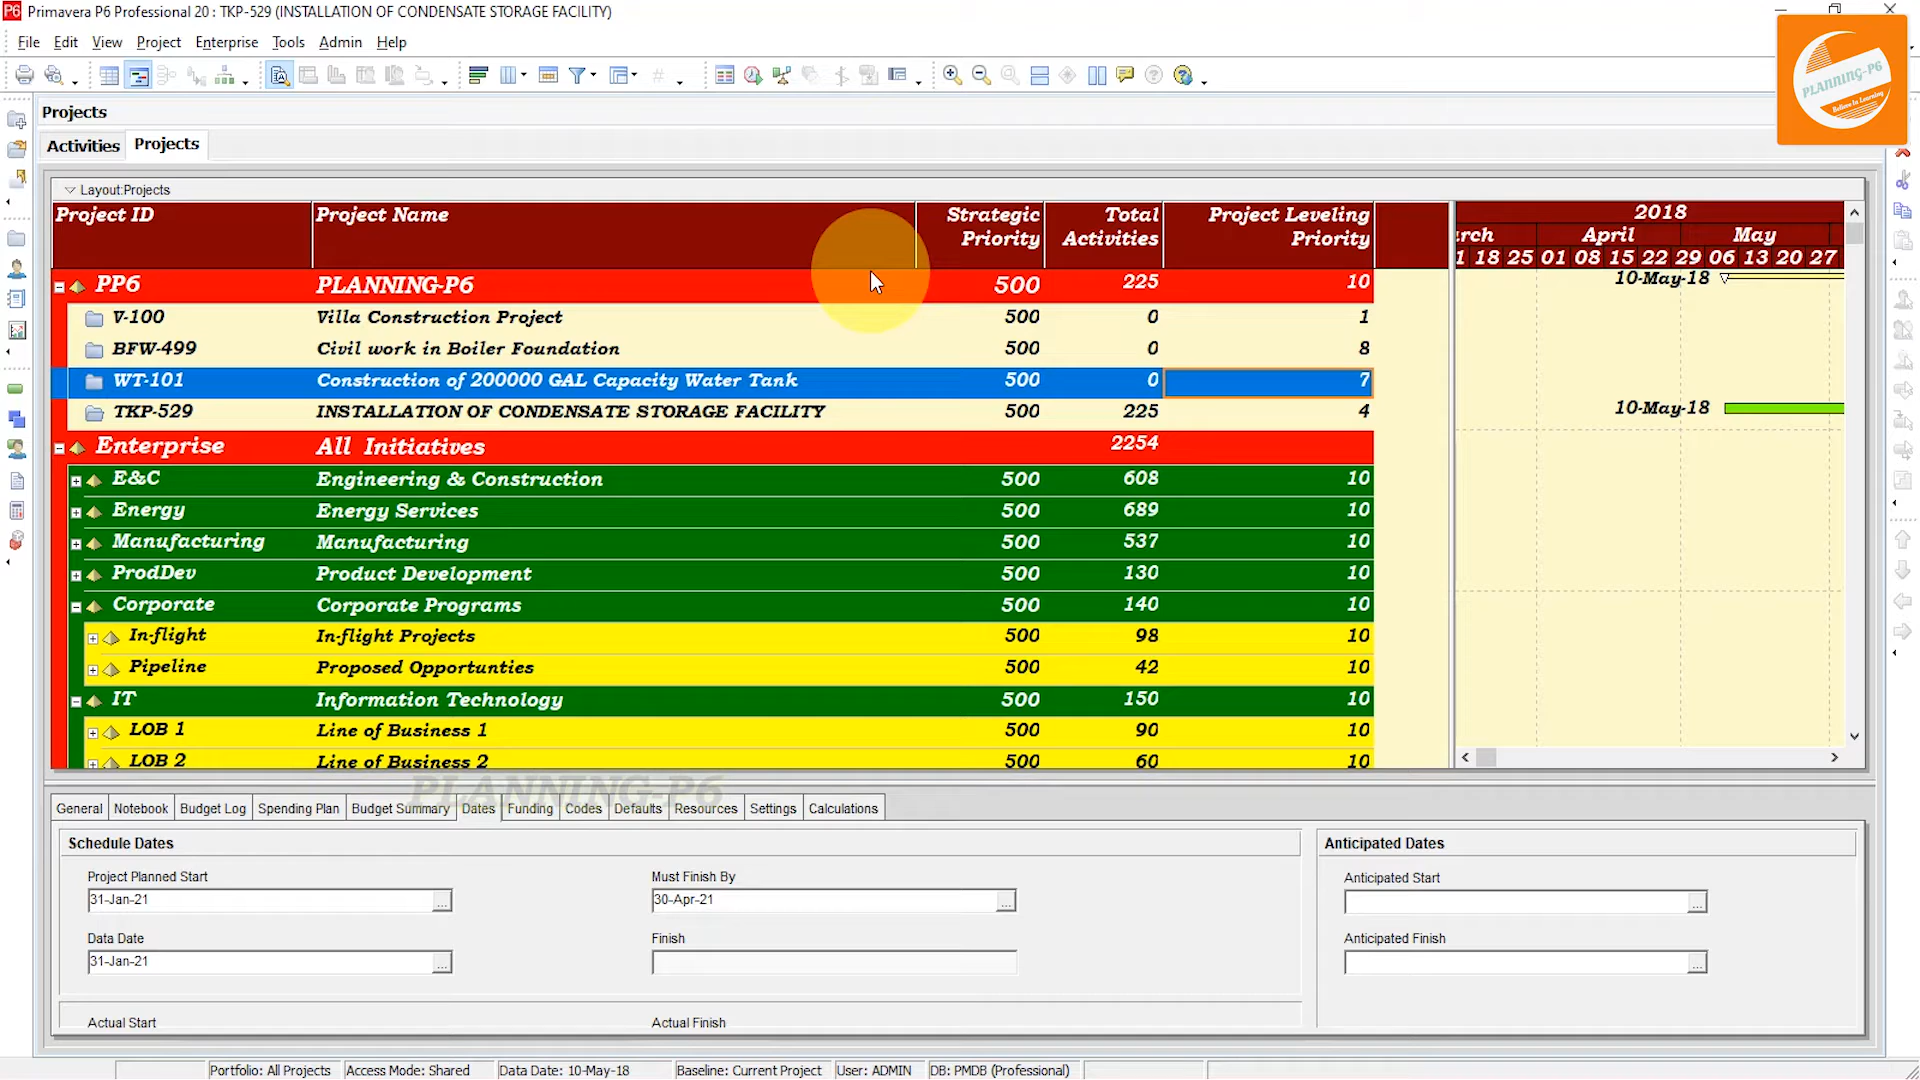 P6 Primavera P6 Professional 20 : TKP-529 (INSTALLATION OF CONDENSATE STORAGE FACILITY)
File Edit View Project Enterprise Tools Admin Help
PLANNING-P6
Believe In Learning
Projects
Activities Projects
Layout:Projects
Project ID Project Name Strategic Priority Total Activities Project Leveling Priority
2018
rch April May
1 18 25 01 08 15 22 29 06 13 20 27
PP6 PLANNING-P6 500 225 10 10-May-18
V-100 Villa Construction Project 500 0 1
BFW-499 Civil work in Boiler Foundation 500 0 8
WT-101 Construction of 200000 GAL Capacity Water Tank 500 0 7
TKP-529 INSTALLATION OF CONDENSATE STORAGE FACILITY 500 225 4 10-May-18
Enterprise All Initiatives 2254
E&C Engineering & Construction 500 608 10
Energy Energy Services 500 689 10
Manufacturing Manufacturing 500 537 10
ProdDev Product Development 500 130 10
Corporate Corporate Programs 500 140 10
In-flight In-flight Projects 500 98 10
Pipeline Proposed Opportunties 500 42 10
IT Information Technology 500 150 10
LOB 1 Line of Business 1 500 90 10
LOB 2 Line of Business 2 500 60 10
PLANNING-P6
General Notebook Budget Log Spending Plan Budget Summary Dates Funding Codes Defaults Resources Settings Calculations
Schedule Dates Anticipated Dates
Project Planned Start Must Finish By Anticipated Start
31-Jan-21 ... 30-Apr-21 ... ...
Data Date Finish Anticipated Finish
31-Jan-21 ... ...
Actual Start Actual Finish
Portfolio: All Projects Access Mode: Shared Data Date: 10-May-18 Baseline: Current Project User: ADMIN DB: PMDB (Professional)